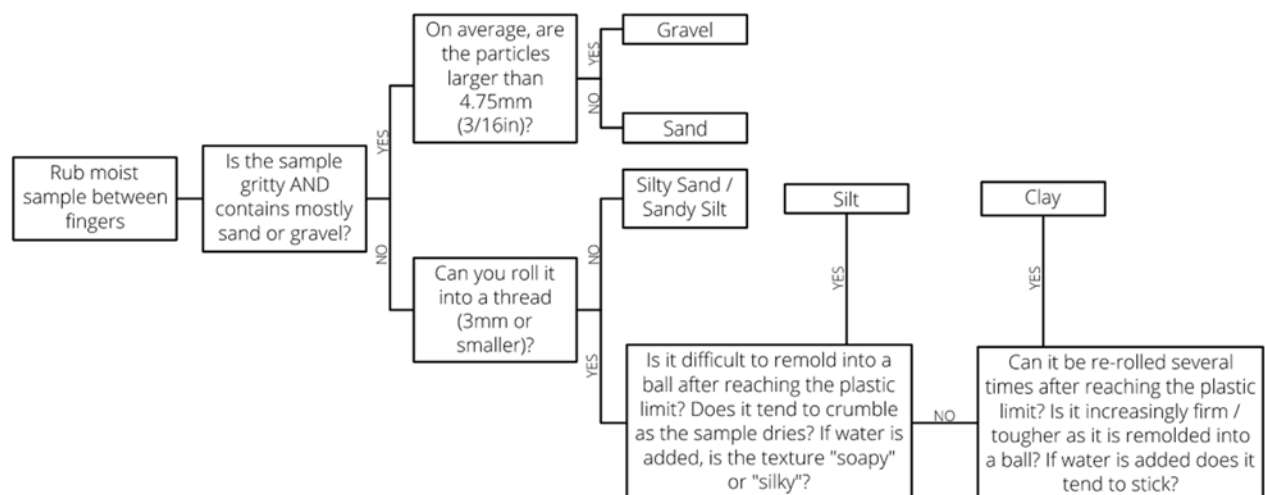 Rub moist
sample between
fingers
Is the sample
gritty AND
contains mostly
sand or gravel?
YES
NO
On average, are
the particles
larger than
4.75mm
(3/16in)?
YES
NO
Gravel
Sand
Can you roll it
into a thread
(3mm or
smaller)?
NO
YES
Silty Sand /
Sandy Silt
Is it difficult to remold into a
ball after reaching the plastic
limit? Does it tend to crumble
as the sample dries? If water is
added, is the texture "soapy"
or "silky"?
YES
Silt
NO
Can it be re-rolled several
times after reaching the plastic
limit? Is it increasingly firm /
tougher as it is remolded into
a ball? If water is added does it
tend to stick?
YES
Clay